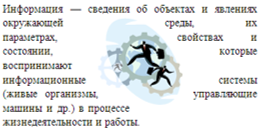 Информация — сведения об объектах и явлениях
окружающей среды, их
параметрах, свойствах и
состоянии, которые
воспринимают
информационные системы
(живые организмы, управляющие
машины и др.) в процессе
жизнедеятельности и работы.